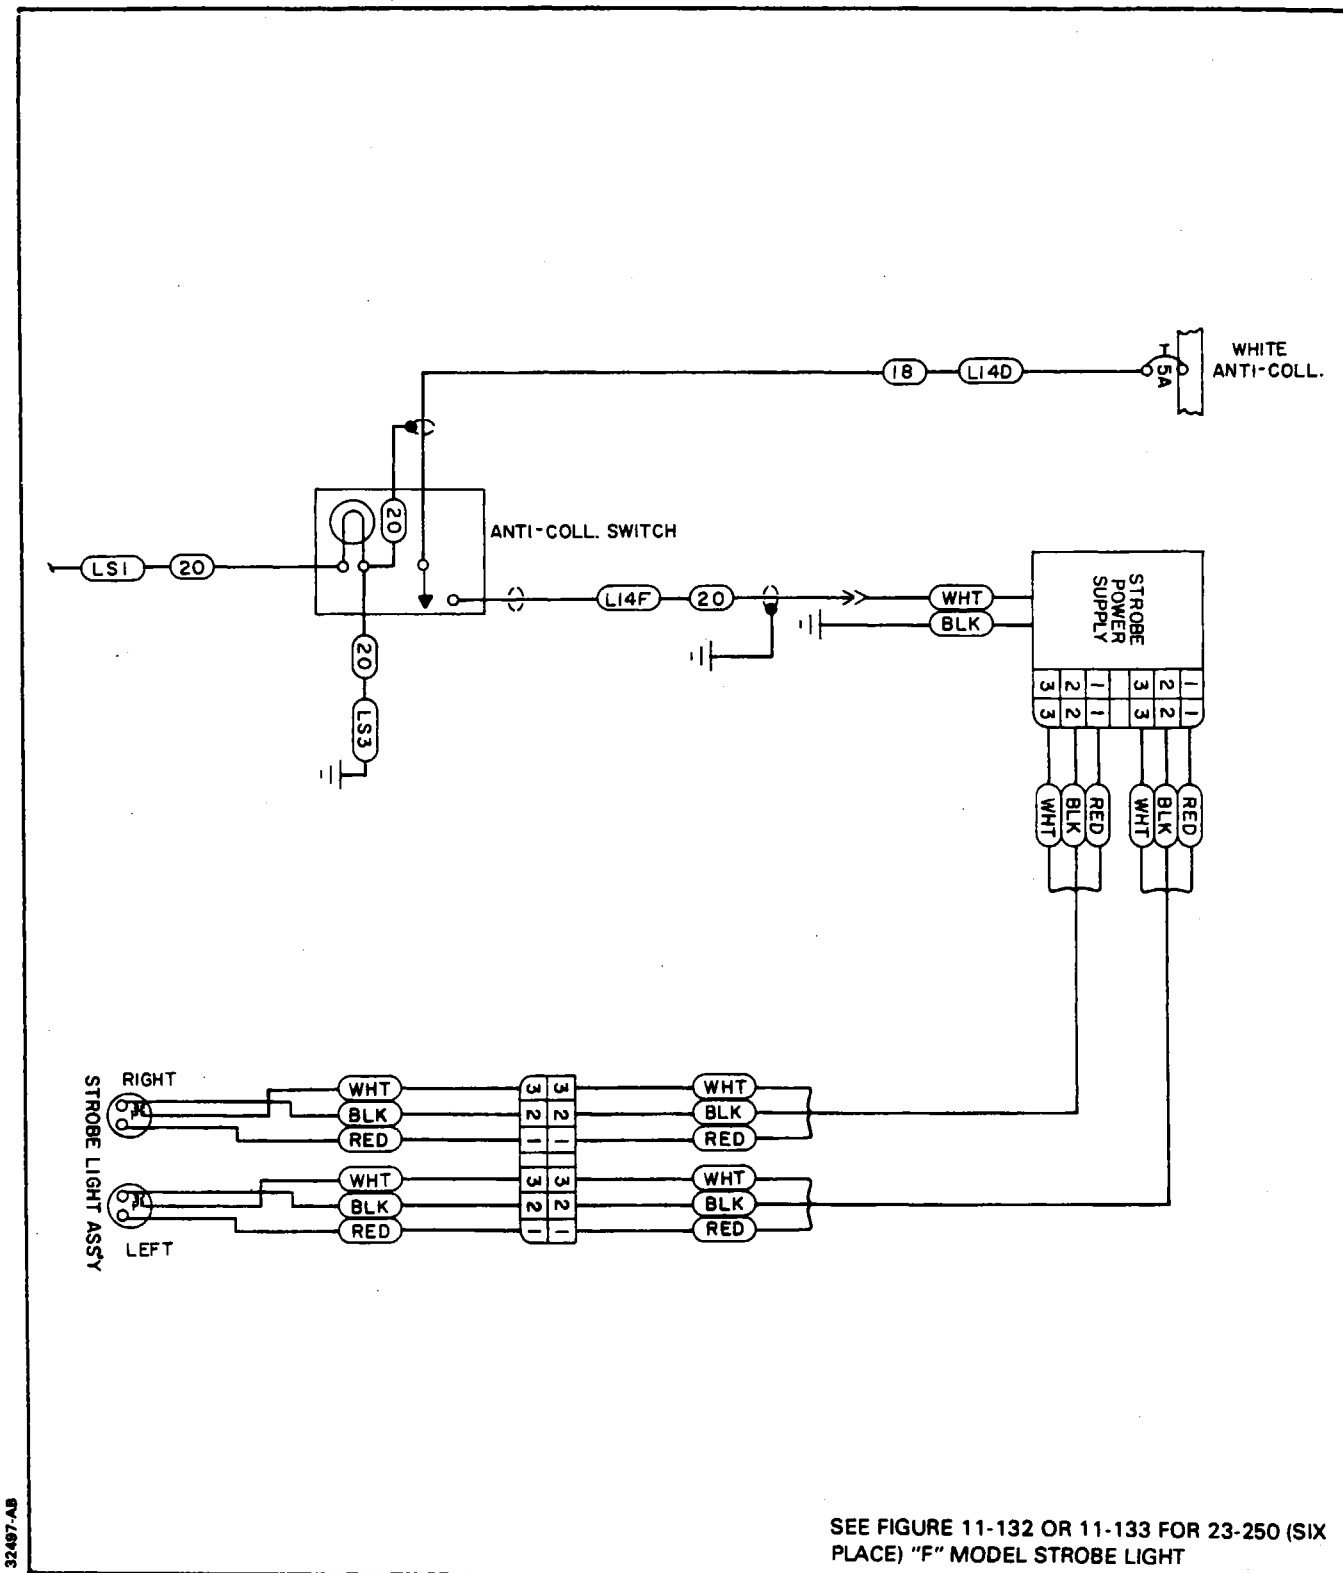 WHITE
ANTI-COLL.
5A
18
L14D
20
ANTI-COLL. SWITCH
LS1
20
L14F
20
WHT
BLK
STROBE
POWER
SUPPLY
20
LS3
3 2 1 3 2 1
3 2 1 3 2 1
WHT
BLK
RED
WHT
BLK
RED
STROBE LIGHT ASS'Y
RIGHT
WHT 3 3 WHT
BLK 2 2 BLK
RED 1 1 RED
WHT 3 3 WHT
BLK 2 2 BLK
RED 1 1 RED
LEFT
32497-AB
SEE FIGURE 11-132 OR 11-133 FOR 23-250 (SIX
PLACE) "F" MODEL STROBE LIGHT